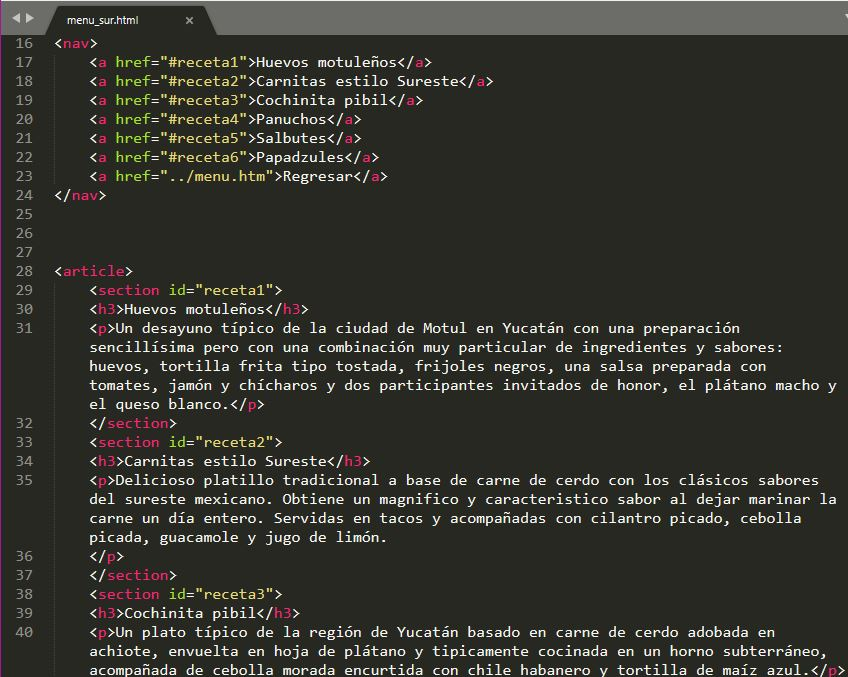 menu_sur.html ×
16 <nav>
17 <a href="#receta1">Huevos motuleños</a>
18 <a href="#receta2">Carnitas estilo Sureste</a>
19 <a href="#receta3">Cochinita pibil</a>
20 <a href="#receta4">Panuchos</a>
21 <a href="#receta5">Salbutes</a>
22 <a href="#receta6">Papadzules</a>
23 <a href="../menu.htm">Regresar</a>
24 </nav>
25
26
27
28 <article>
29 <section id="receta1">
30 <h3>Huevos motuleños</h3>
31 <p>Un desayuno típico de la ciudad de Motul en Yucatán con una preparación
sencillísima pero con una combinación muy particular de ingredientes y sabores:
huevos, tortilla frita tipo tostada, frijoles negros, una salsa preparada con
tomates, jamón y chícharos y dos participantes invitados de honor, el plátano macho y
el queso blanco.</p>
32 </section>
33 <section id="receta2">
34 <h3>Carnitas estilo Sureste</h3>
35 <p>Delicioso platillo tradicional a base de carne de cerdo con los clásicos sabores
del sureste mexicano. Obtiene un magnifico y caracteristico sabor al dejar marinar la
carne un día entero. Servidas en tacos y acompañadas con cilantro picado, cebolla
picada, guacamole y jugo de limón.
36 </p>
37 </section>
38 <section id="receta3">
39 <h3>Cochinita pibil</h3>
40 <p>Un plato típico de la región de Yucatán basado en carne de cerdo adobada en
achiote, envuelta en hoja de plátano y tipicamente cocinada en un horno subterráneo,
acompañada de cebolla morada encurtida con chile habanero y tortilla de maíz azul.</p>